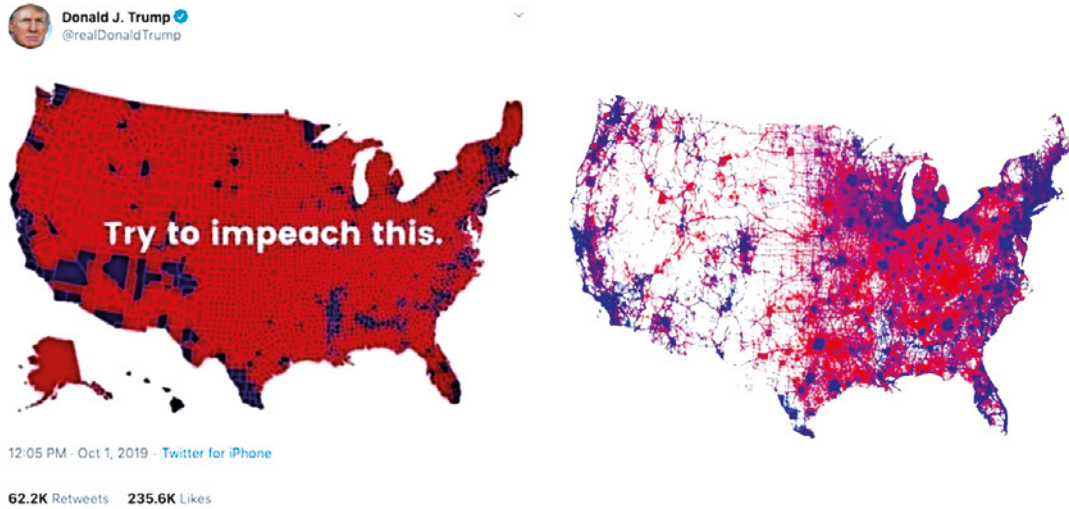 Donald J. Trump
@realDonaldTrump
Try to impeach this.
12:05 PM · Oct 1, 2019 · Twitter for iPhone
62.2K Retweets 235.6K Likes